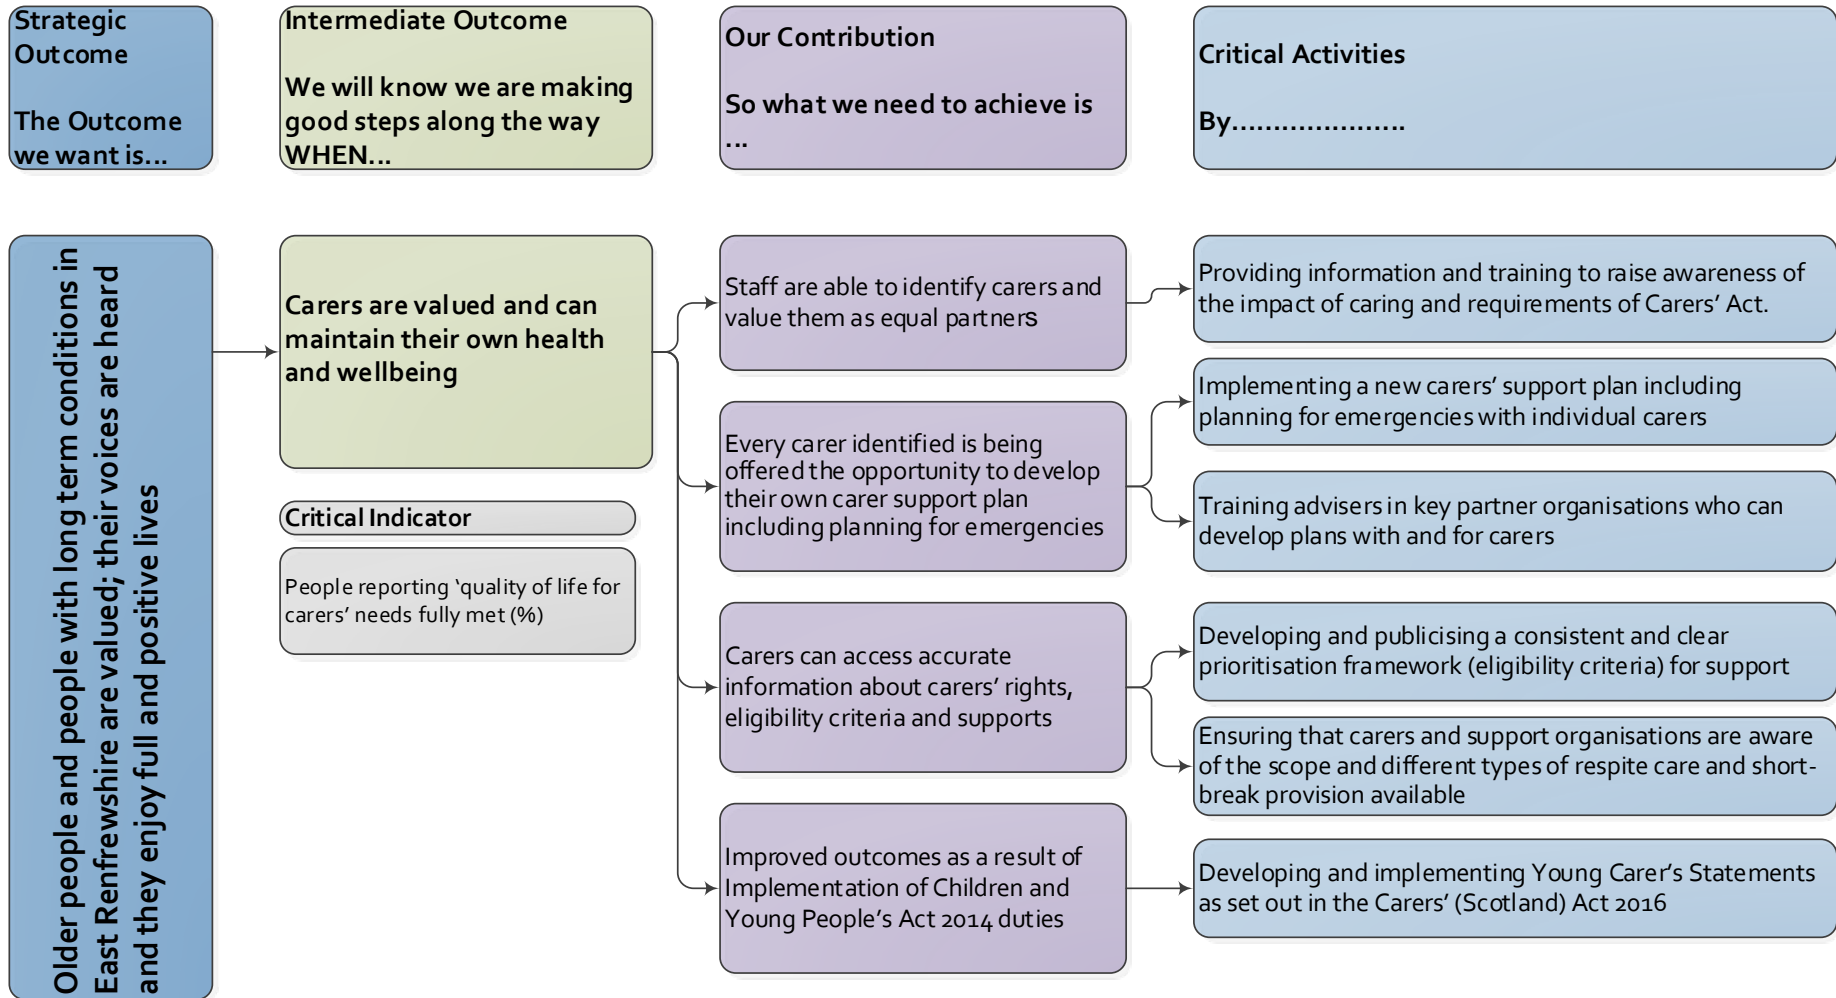 Strategic
Outcome
The Outcome
we want is...
Intermediate Outcome
We will know we are making
good steps along the way
WHEN...
Our Contribution
So what we need to achieve is
...
Critical Activities
By.....................
Older people and people with long term conditions in
East Renfrewshire are valued; their voices are heard
and they enjoy full and positive lives
Carers are valued and can
maintain their own health
and wellbeing
Critical Indicator
People reporting ‘quality of life for
carers’ needs fully met (%)
Staff are able to identify carers and
value them as equal partners
Every carer identified is being
offered the opportunity to develop
their own carer support plan
including planning for emergencies
Carers can access accurate
information about carers’ rights,
eligibility criteria and supports
Improved outcomes as a result of
Implementation of Children and
Young People’s Act 2014 duties
Providing information and training to raise awareness of
the impact of caring and requirements of Carers’ Act.
Implementing a new carers’ support plan including
planning for emergencies with individual carers
Training advisers in key partner organisations who can
develop plans with and for carers
Developing and publicising a consistent and clear
prioritisation framework (eligibility criteria) for support
Ensuring that carers and support organisations are aware
of the scope and different types of respite care and short-
break provision available
Developing and implementing Young Carer’s Statements
as set out in the Carers’ (Scotland) Act 2016